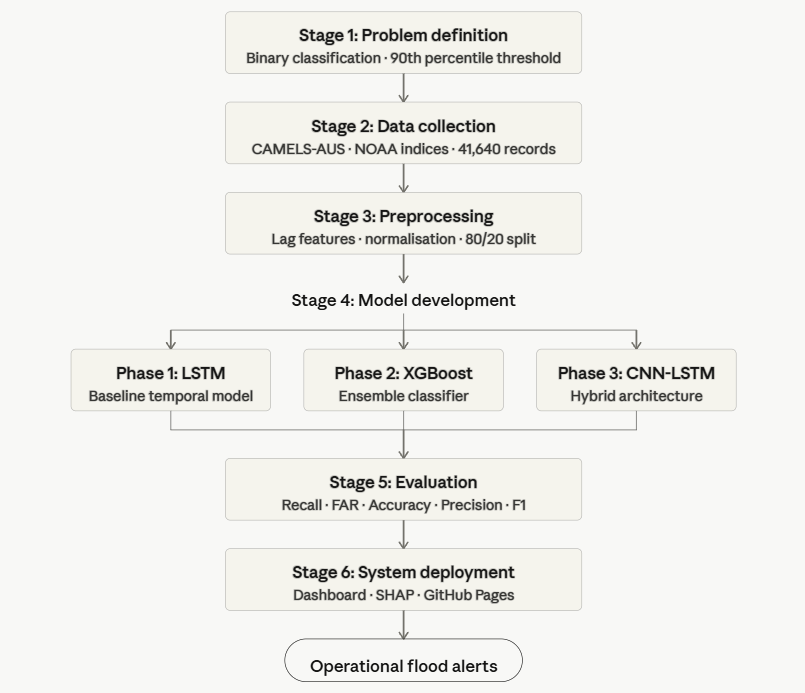 Stage 1: Problem definition
Binary classification · 90th percentile threshold
Stage 2: Data collection
CAMELS-AUS · NOAA indices · 41,640 records
Stage 3: Preprocessing
Lag features · normalisation · 80/20 split
Stage 4: Model development
Phase 1: LSTM
Baseline temporal model
Phase 2: XGBoost
Ensemble classifier
Phase 3: CNN-LSTM
Hybrid architecture
Stage 5: Evaluation
Recall · FAR · Accuracy · Precision · F1
Stage 6: System deployment
Dashboard · SHAP · GitHub Pages
Operational flood alerts